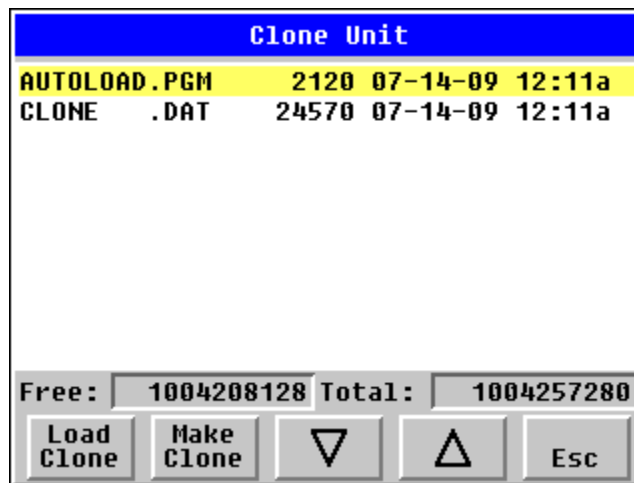 Clone Unit
AUTOLOAD.PGM 2120 07-14-09 12:11a
CLONE .DAT 24570 07-14-09 12:11a
Free: 1004208128 Total: 1004257280
Load Clone Make Clone Esc